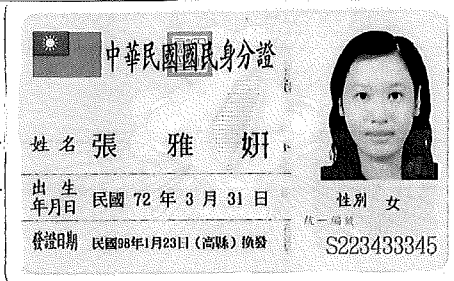 中華民國國民身分證
姓名 張 雅 妍
出生年月日 民國 72 年 3 月 31 日
性別 女
統一編號
發證日期 民國98年1月23日(高縣)換發
S223433345